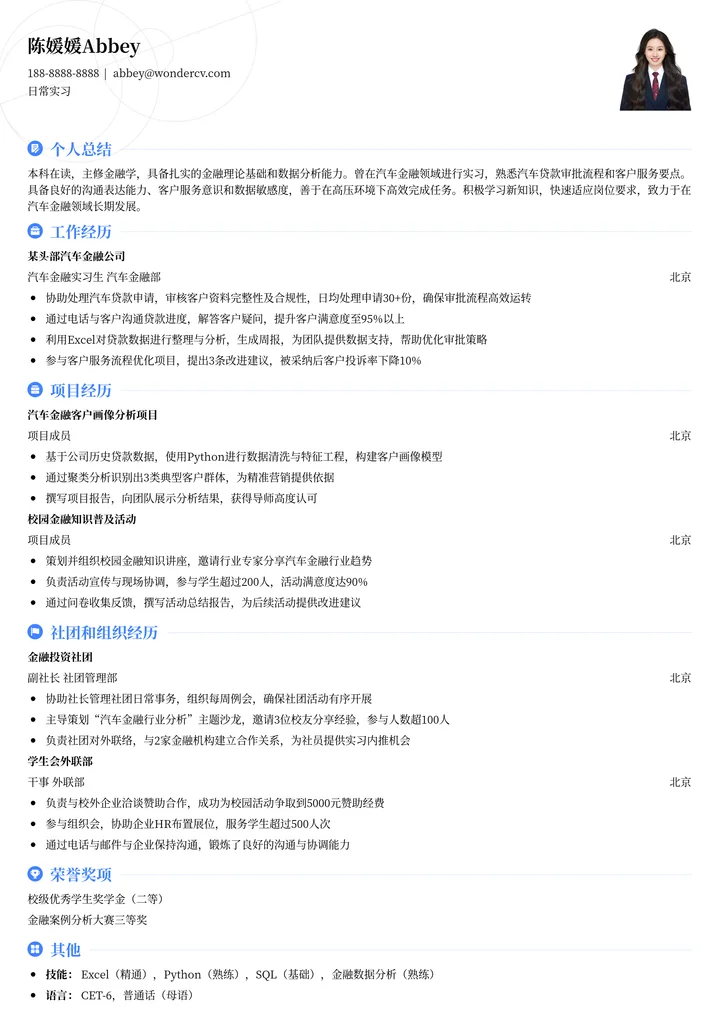 陈媛媛Abbey
188-8888-8888 | abbey@wondercv.com
日常实习
个人总结
本科在读，主修金融学，具备扎实的金融理论基础和数据分析能力。曾在汽车金融领域进行实习，熟悉汽车贷款审批流程和客户服务要点。
具备良好的沟通表达能力、客户服务意识和数据敏感度，善于在高压环境下高效完成任务。积极学习新知识，快速适应岗位要求，致力于在
汽车金融领域长期发展。
工作经历
某头部汽车金融公司
汽车金融实习生 汽车金融部 北京
• 协助处理汽车贷款申请，审核客户资料完整性及合规性，日均处理申请30+份，确保审批流程高效运转
• 通过电话与客户沟通贷款进度，解答客户疑问，提升客户满意度至95%以上
• 利用Excel对贷款数据进行整理与分析，生成周报，为团队提供数据支持，帮助优化审批策略
• 参与客户服务流程优化项目，提出3条改进建议，被采纳后客户投诉率下降10%
项目经历
汽车金融客户画像分析项目
项目成员 北京
• 基于公司历史贷款数据，使用Python进行数据清洗与特征工程，构建客户画像模型
• 通过聚类分析识别出3类典型客户群体，为精准营销提供依据
• 撰写项目报告，向团队展示分析结果，获得导师高度认可
校园金融知识普及活动
项目成员 北京
• 策划并组织校园金融知识讲座，邀请行业专家分享汽车金融行业趋势
• 负责活动宣传与现场协调，参与学生超过200人，活动满意度达90%
• 通过问卷收集反馈，撰写活动总结报告，为后续活动提供改进建议
社团和组织经历
金融投资社团
副社长 社团管理部 北京
• 协助社长管理社团日常事务，组织每周例会，确保社团活动有序开展
• 主导策划“汽车金融行业分析”主题沙龙，邀请3位校友分享经验，参与人数超100人
• 负责社团对外联络，与2家金融机构建立合作关系，为社员提供实习内推机会
学生会外联部
干事 外联部 北京
• 负责与校外企业洽谈赞助合作，成功为校园活动争取到5000元赞助经费
• 参与组织会，协助企业HR布置展位，服务学生超过500人次
• 通过电话与邮件与企业保持沟通，锻炼了良好的沟通与协调能力
荣誉奖项
校级优秀学生奖学金（二等）
金融案例分析大赛三等奖
其他
• 技能： Excel（精通），Python（熟练），SQL（基础），金融数据分析（熟练）
• 语言： CET-6，普通话（母语）